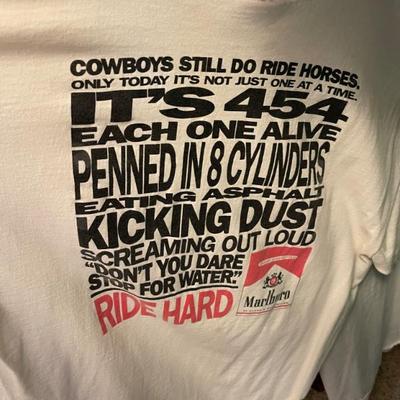 COWBOYS STILL DO RIDE HORSES.
ONLY TODAY IT'S NOT JUST ONE AT A TIME.
IT'S 454
EACH ONE ALIVE
PENNED IN 8 CYLINDERS
EATING ASPHALT
KICKING DUST
SCREAMING OUT LOUD
"DON'T YOU DARE
STOP FOR WATER."
RIDE HARD
Marlboro